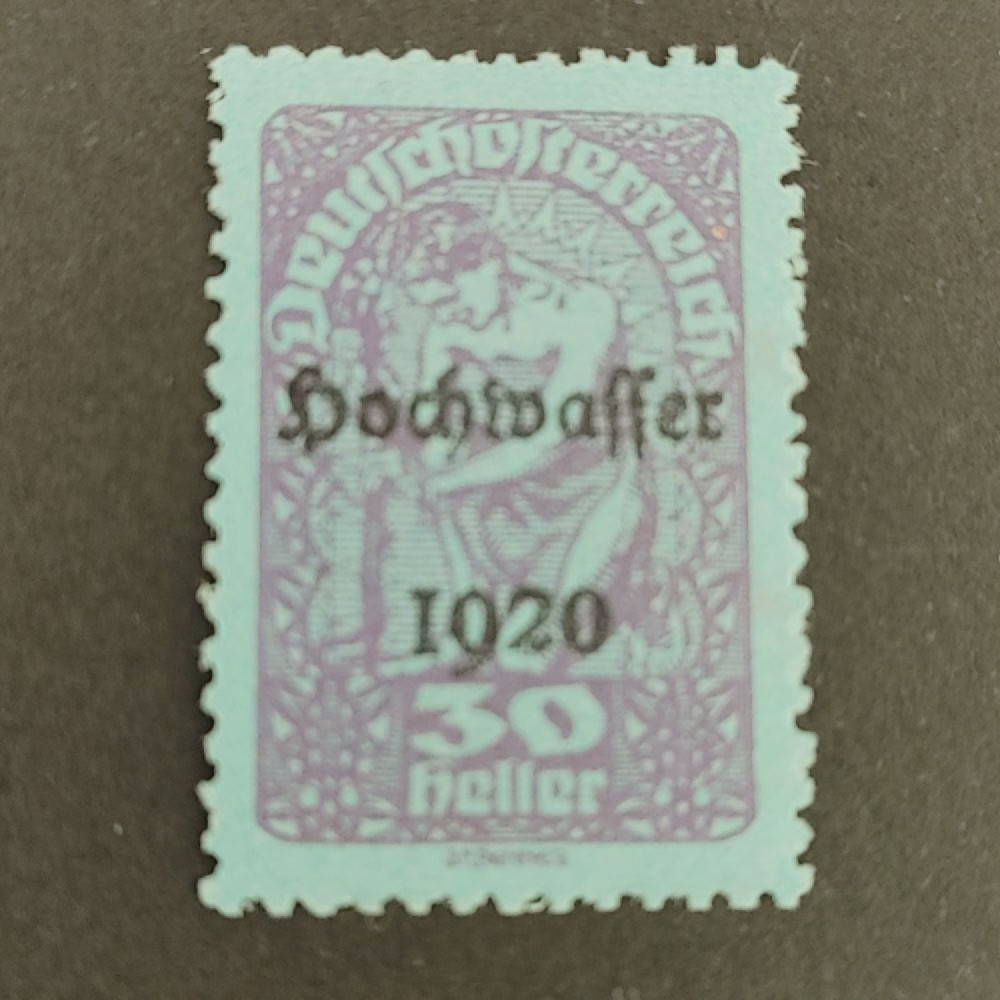 Deutschösterreich
Hochwasser
1920
30
Heller